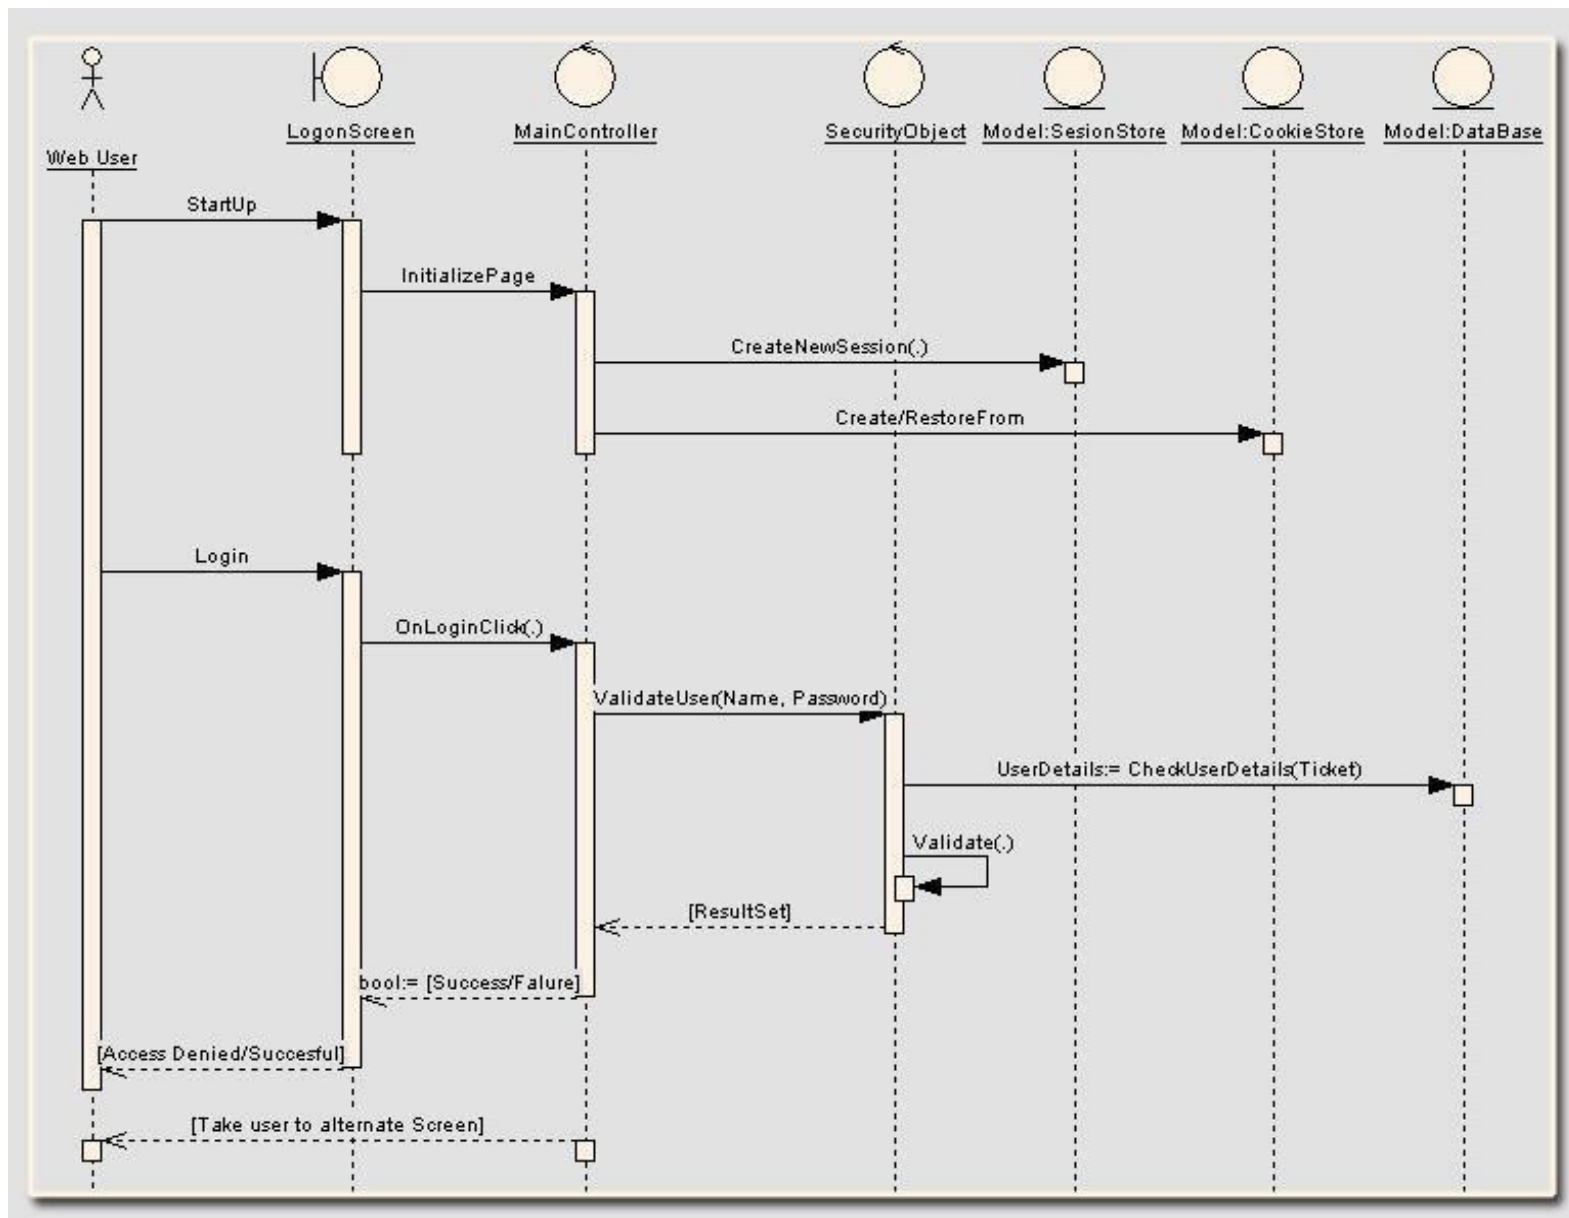 LogonScreen MainController SecurityObject Model:SesionStore Model:CookieStore Model:DataBase
Web User
StartUp
InitializePage
CreateNewSession(.)
Create/RestoreFrom
Login
OnLoginClick(.)
ValidateUser(Name, Password)
UserDetails:= CheckUserDetails(Ticket)
Validate(.)
[ResultSet]
bool:= [Success/Falure]
[Access Denied/Succesful]
[Take user to alternate Screen]